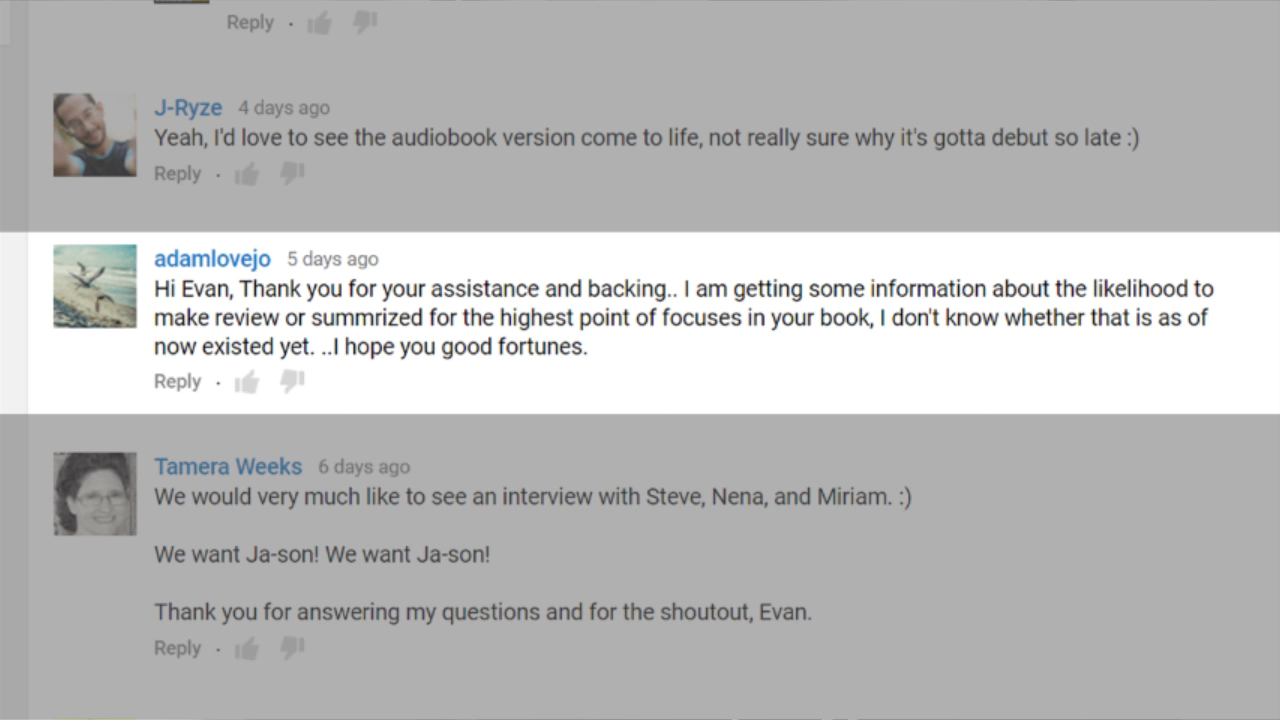 Reply ·
J-Ryze 4 days ago
Yeah, I'd love to see the audiobook version come to life, not really sure why it's gotta debut so late :)
Reply ·
adamlovejo 5 days ago
Hi Evan, Thank you for your assistance and backing.. I am getting some information about the likelihood to
make review or summrized for the highest point of focuses in your book, I don't know whether that is as of
now existed yet. ..I hope you good fortunes.
Reply ·
Tamera Weeks 6 days ago
We would very much like to see an interview with Steve, Nena, and Miriam. :)
We want Ja-son! We want Ja-son!
Thank you for answering my questions and for the shoutout, Evan.
Reply ·